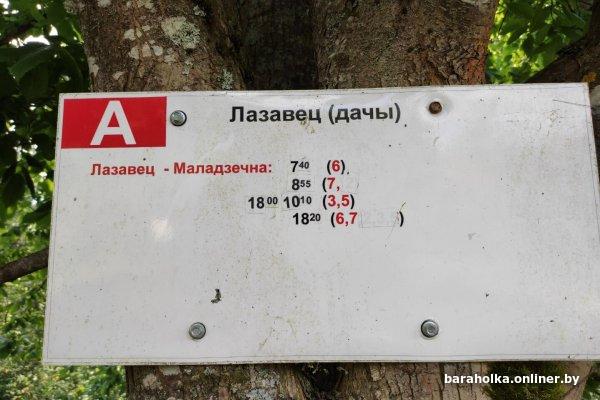 А
Лазавец (дачы)
Лазавец - Маладзечна: 7⁴⁰ (6)
8⁵⁵ (7,
18⁰⁰ 10¹⁰ (3,5)
18²⁰ (6,7 )
baraholka.onliner.by